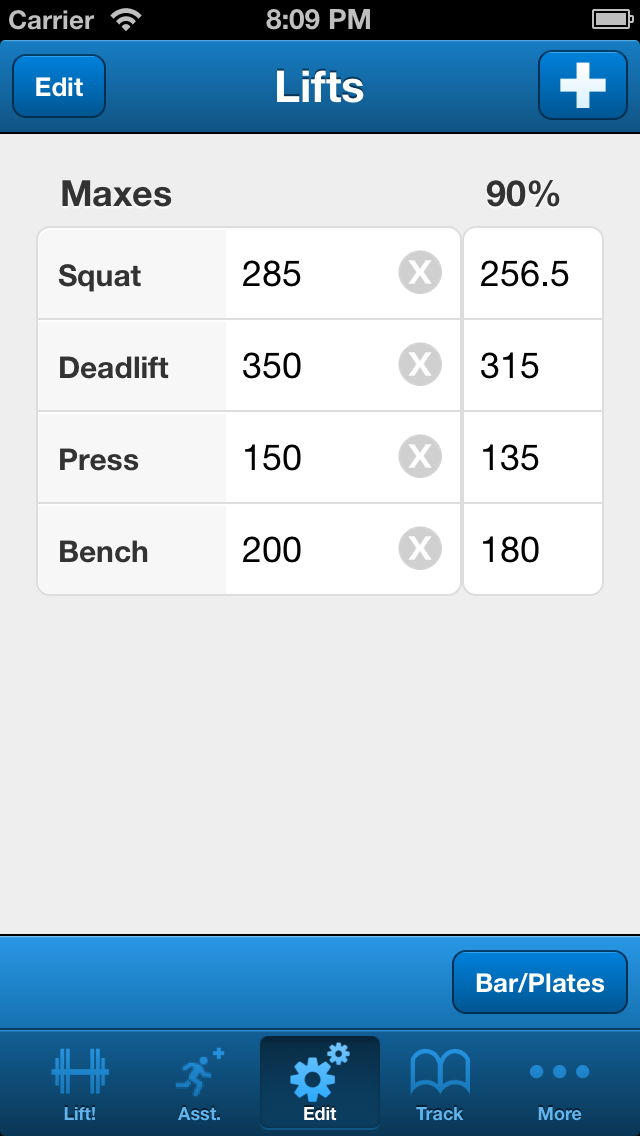 Carrier 8:09 PM
Edit Lifts
Maxes 90%
Squat 285 X 256.5
Deadlift 350 X 315
Press 150 X 135
Bench 200 X 180
Bar/Plates
Lift! Asst. Edit Track More